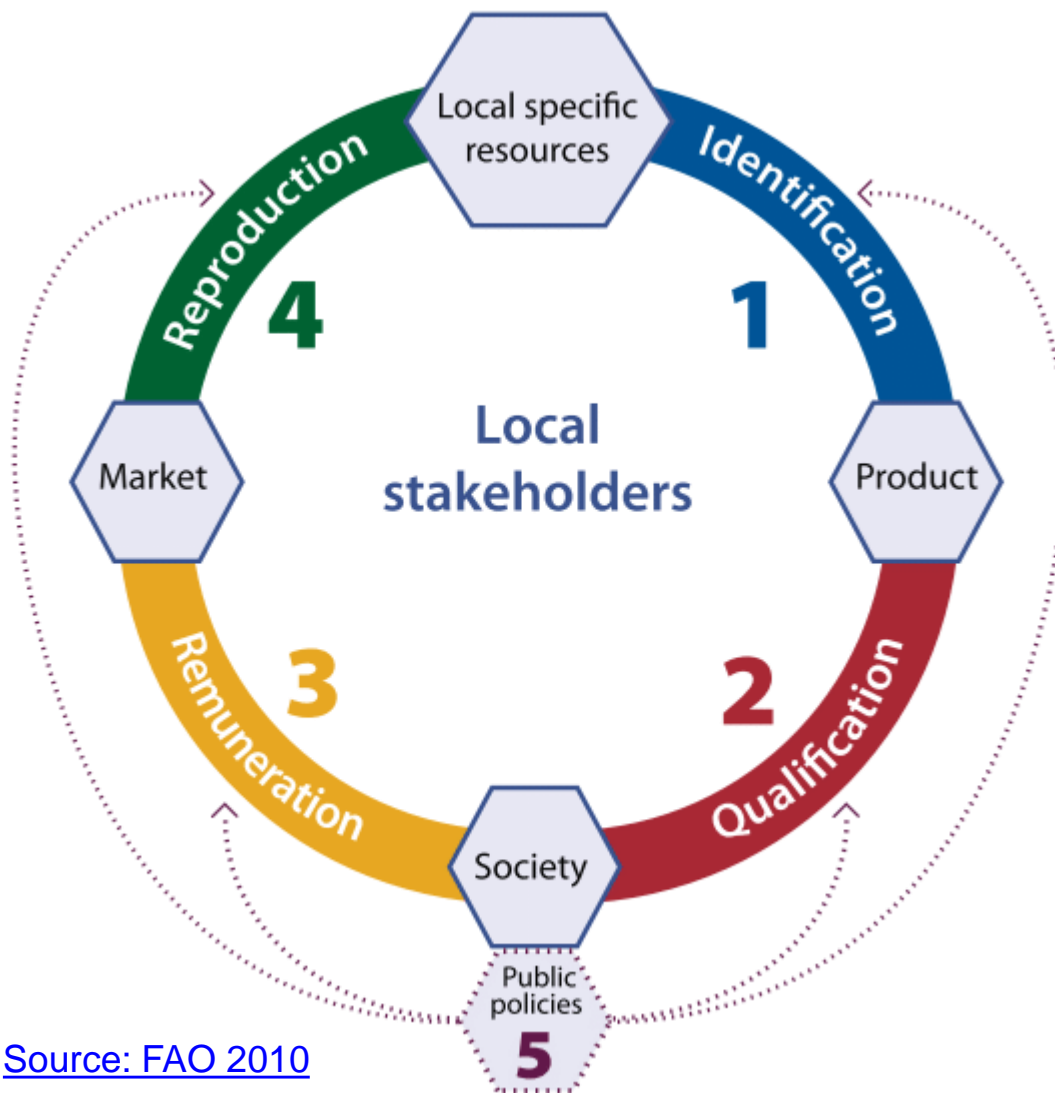 Local specific
resources
Identification
1
Product
Qualification
2
Society
Remuneration
3
Market
Reproduction
4
Local
stakeholders
Public
policies
5
Source: FAO 2010